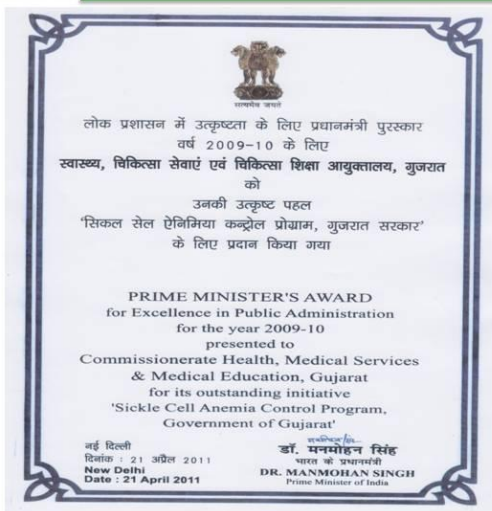 सत्यमेव जयते
लोक प्रशासन में उत्कृष्टता के लिए प्रधानमंत्री पुरस्कार
वर्ष 2009-10 के लिए
स्वास्थ्य, चिकित्सा सेवाएं एवं चिकित्सा शिक्षा आयुक्तालय, गुजरात
को
उनकी उत्कृष्ट पहल
'सिकल सेल ऐनिमिया कन्ट्रोल प्रोग्राम, गुजरात सरकार'
के लिए प्रदान किया गया
PRIME MINISTER'S AWARD
for Excellence in Public Administration
for the year 2009-10
presented to
Commissionerate Health, Medical Services
& Medical Education, Gujarat
for its outstanding initiative
'Sickle Cell Anemia Control Program,
Government of Gujarat'
नई दिल्ली
दिनांक : 21 अप्रैल 2011
New Delhi
Date : 21 April 2011
डॉ. मनमोहन सिंह
भारत के प्रधानमंत्री
DR. MANMOHAN SINGH
Prime Minister of India